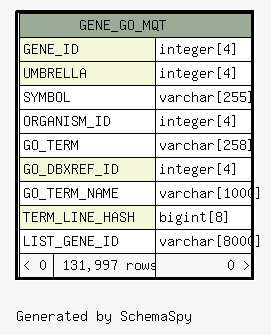 GENE_GO_MQT
GENE_ID integer[4]
UMBRELLA integer[4]
SYMBOL varchar[255]
ORGANISM_ID integer[4]
GO_TERM varchar[258]
GO_DBXREF_ID integer[4]
GO_TERM_NAME varchar[1000]
TERM_LINE_HASH bigint[8]
LIST_GENE_ID varchar[8000]
< 0 131,997 rows 0 >
Generated by SchemaSpy